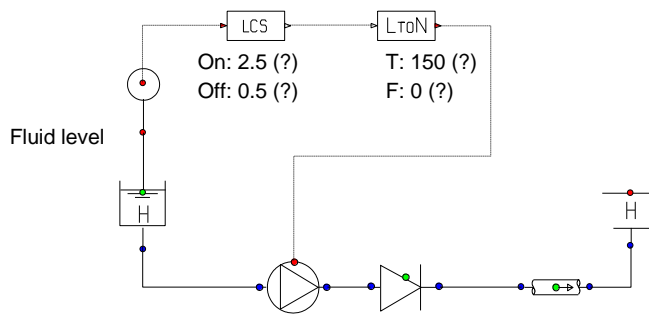 LCS
LTON
On: 2.5 (?)
Off: 0.5 (?)
T: 150 (?)
F: 0 (?)
Fluid level
H
H